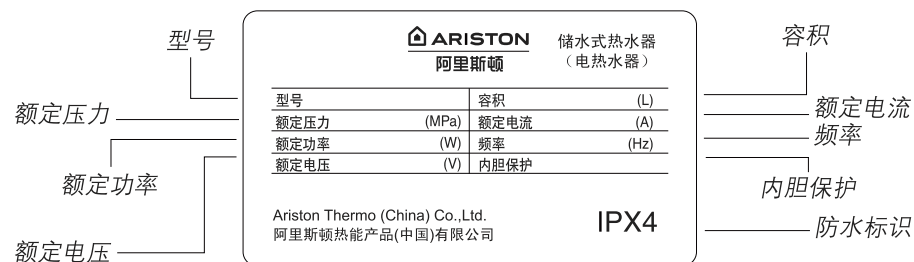 型号
额定压力
额定功率
额定电压
ARISTON
阿里斯顿
储水式热水器
（电热水器）
型号 容积 (L)
额定压力 (MPa) 额定电流 (A)
额定功率 (W) 频率 (Hz)
额定电压 (V) 内胆保护
Ariston Thermo (China) Co.,Ltd.
阿里斯顿热能产品(中国)有限公司
IPX4
容积
额定电流
频率
内胆保护
防水标识